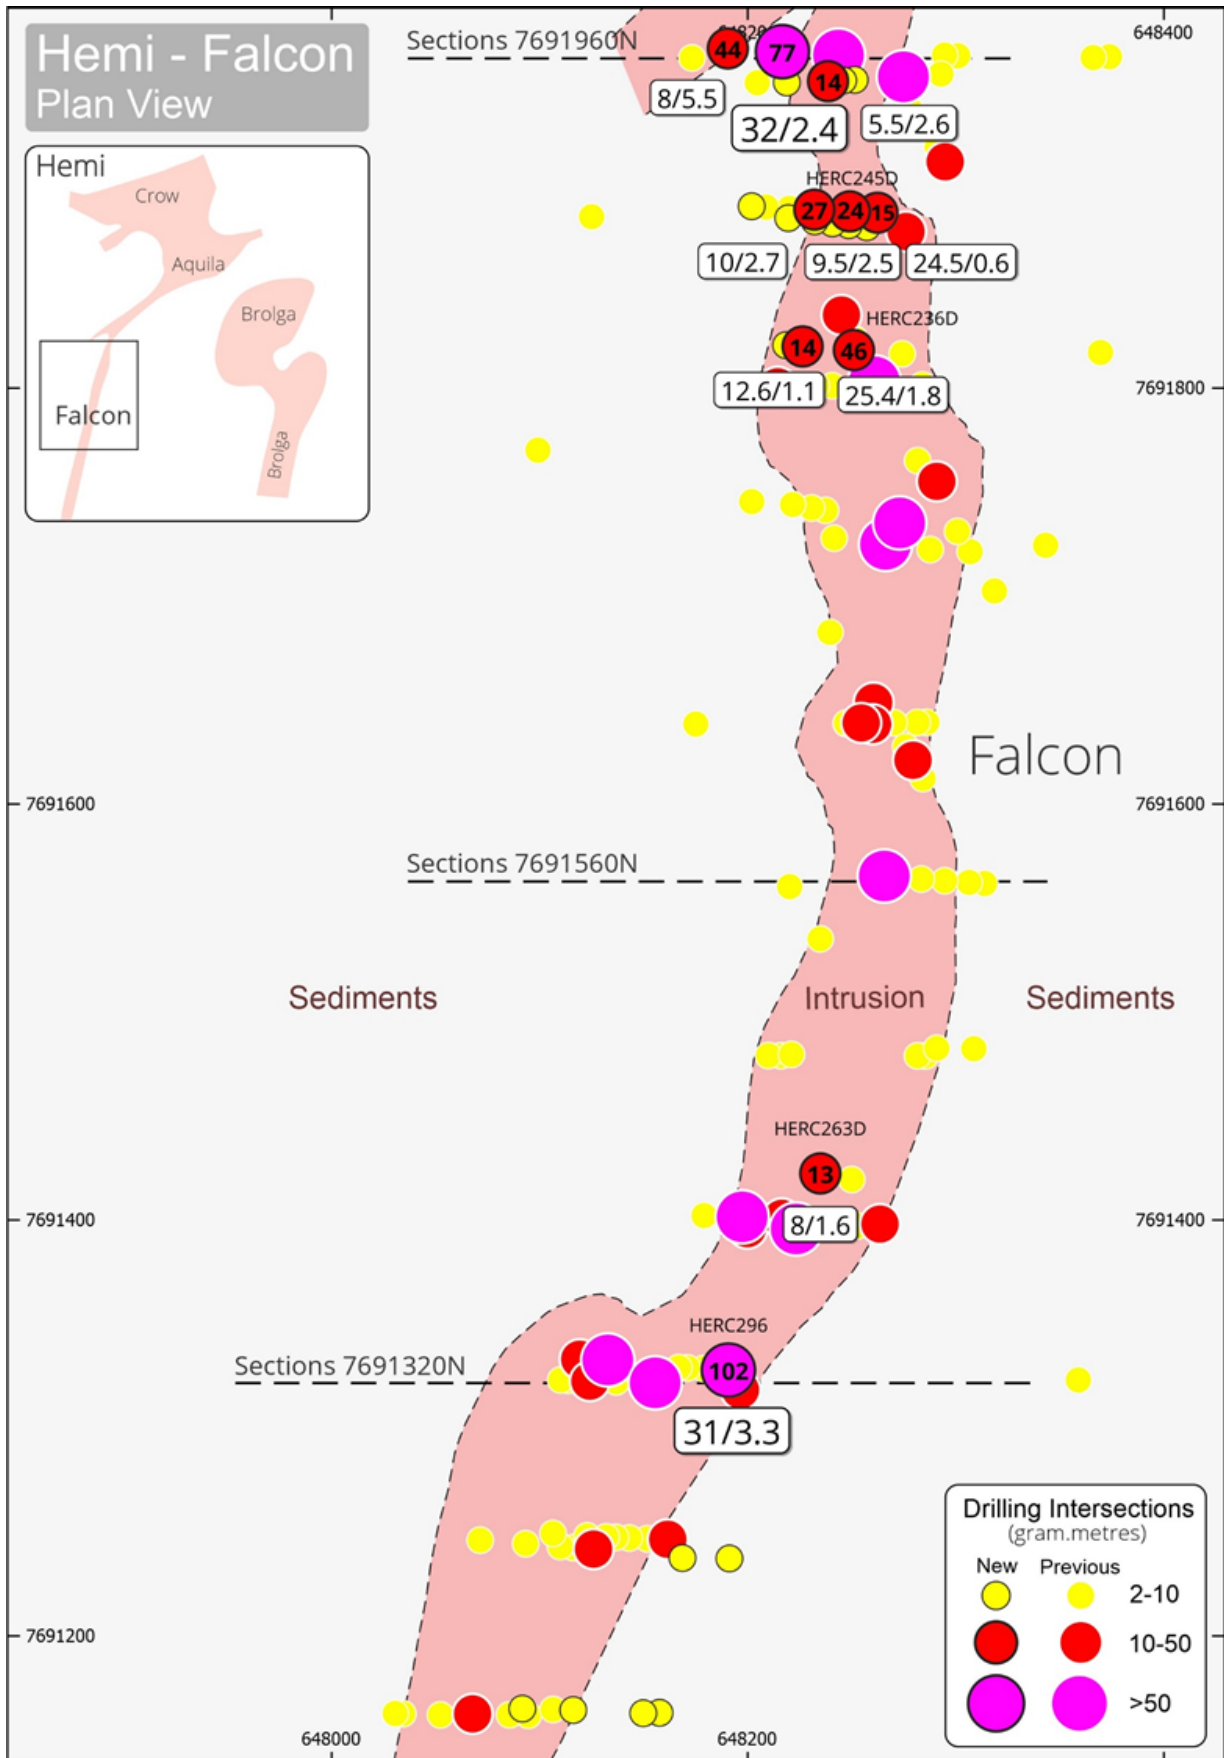 Hemi - Falcon
Plan View
Sections 7691960N
648400
44
77
14
8/5.5
32/2.4
5.5/2.6
Hemi
Crow
Aquila
Brolga
Falcon
Brolga
HERC245D
27
24
15
10/2.7
9.5/2.5
24.5/0.6
HERC236D
14
46
12.6/1.1
25.4/1.8
7691800
Falcon
7691600
7691600
Sections 7691560N
Sediments
Intrusion
Sediments
HERC263D
13
7691400
8/1.6
7691400
HERC296
Sections 7691320N
102
31/3.3
Drilling Intersections
(gram.metres)
New
Previous
2-10
10-50
>50
7691200
648000
648200